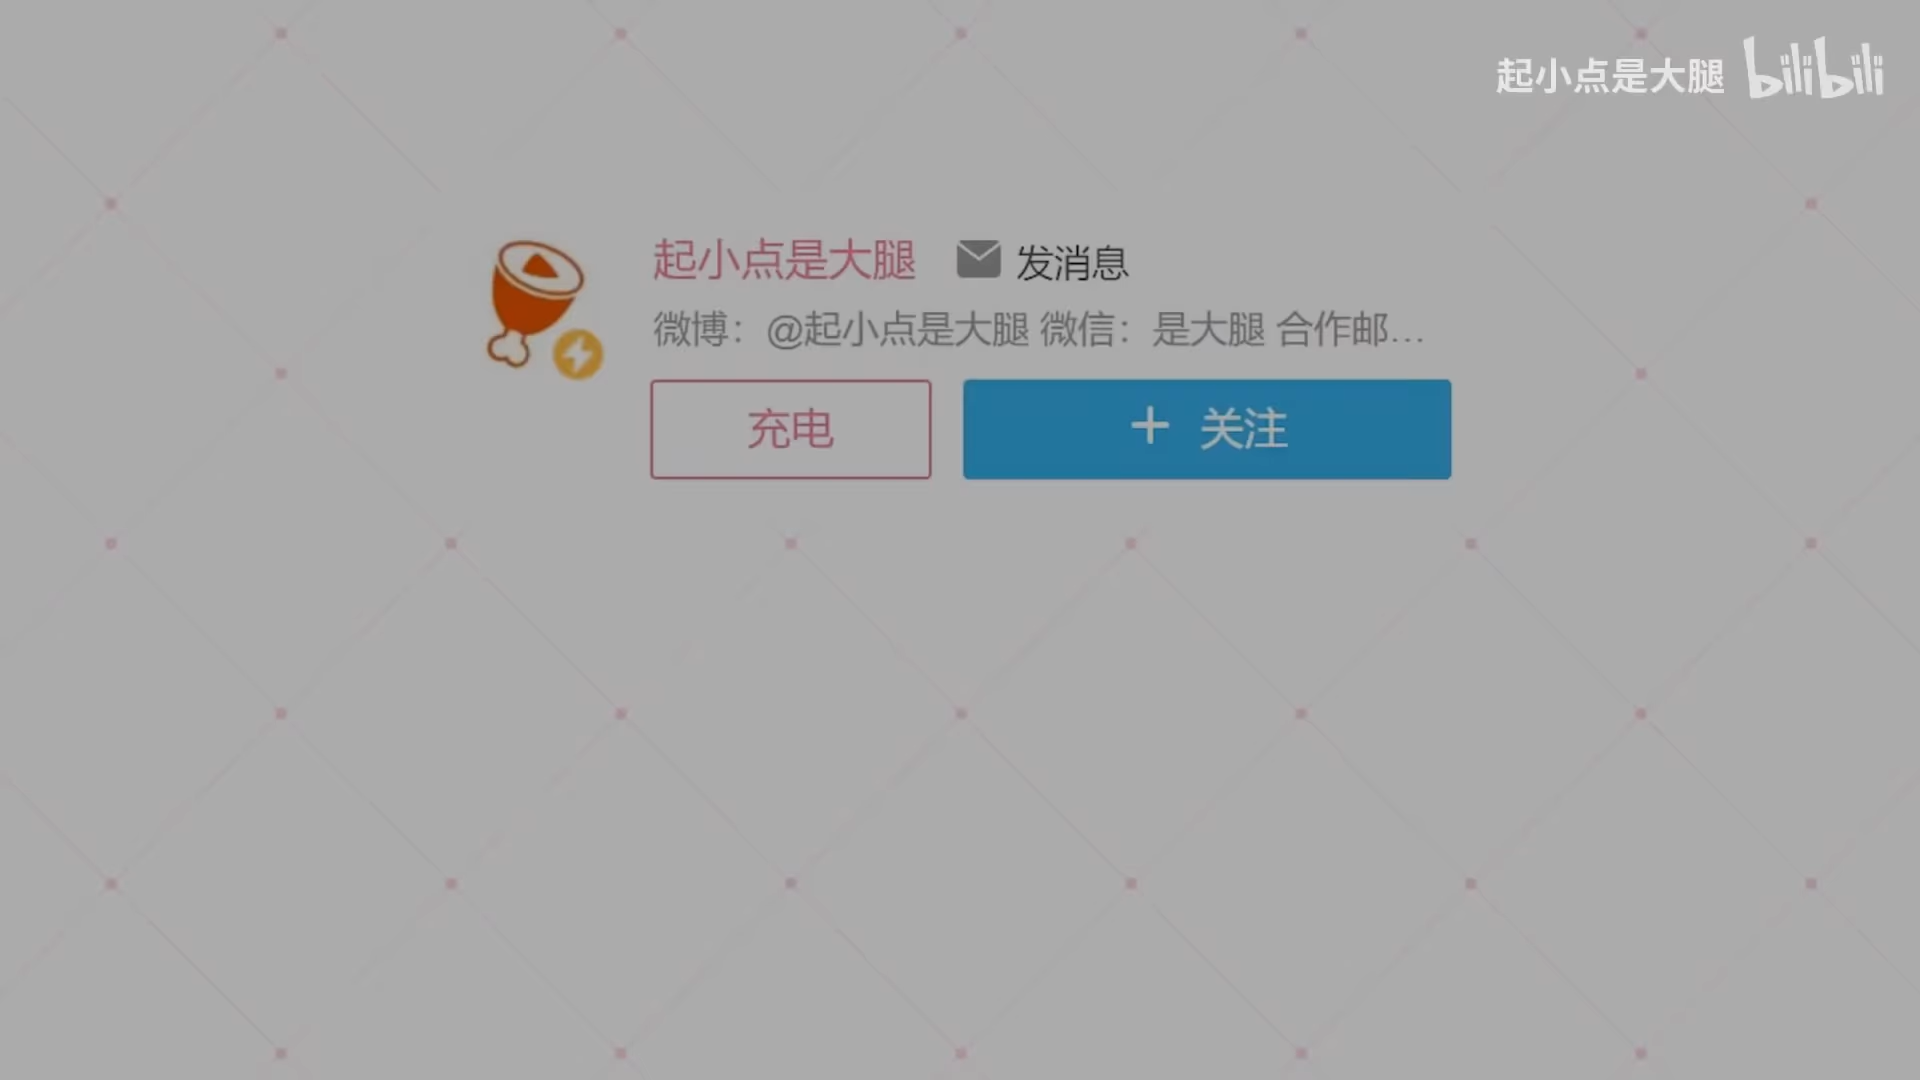 起小点是大腿 bilibili
起小点是大腿 发消息
微博：@起小点是大腿 微信：是大腿 合作邮...
充电 + 关注